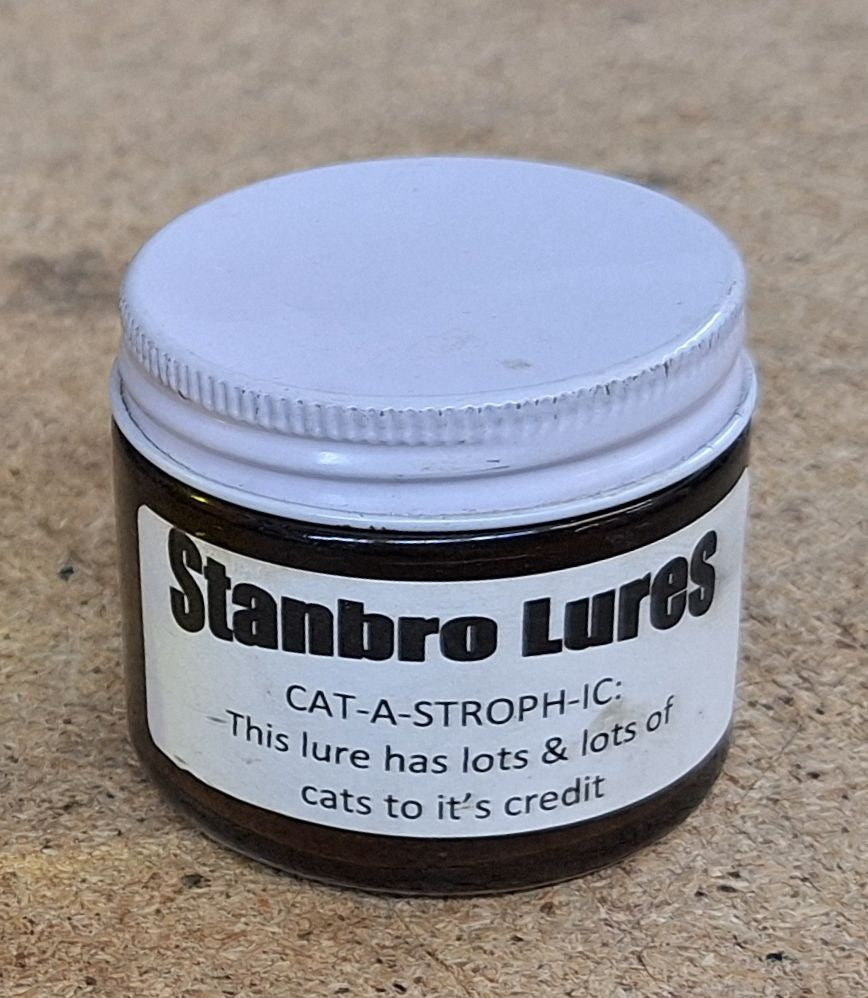 Stanbro Lures
CAT-A-STROPH-IC:
This lure has lots & lots of
cats to it's credit